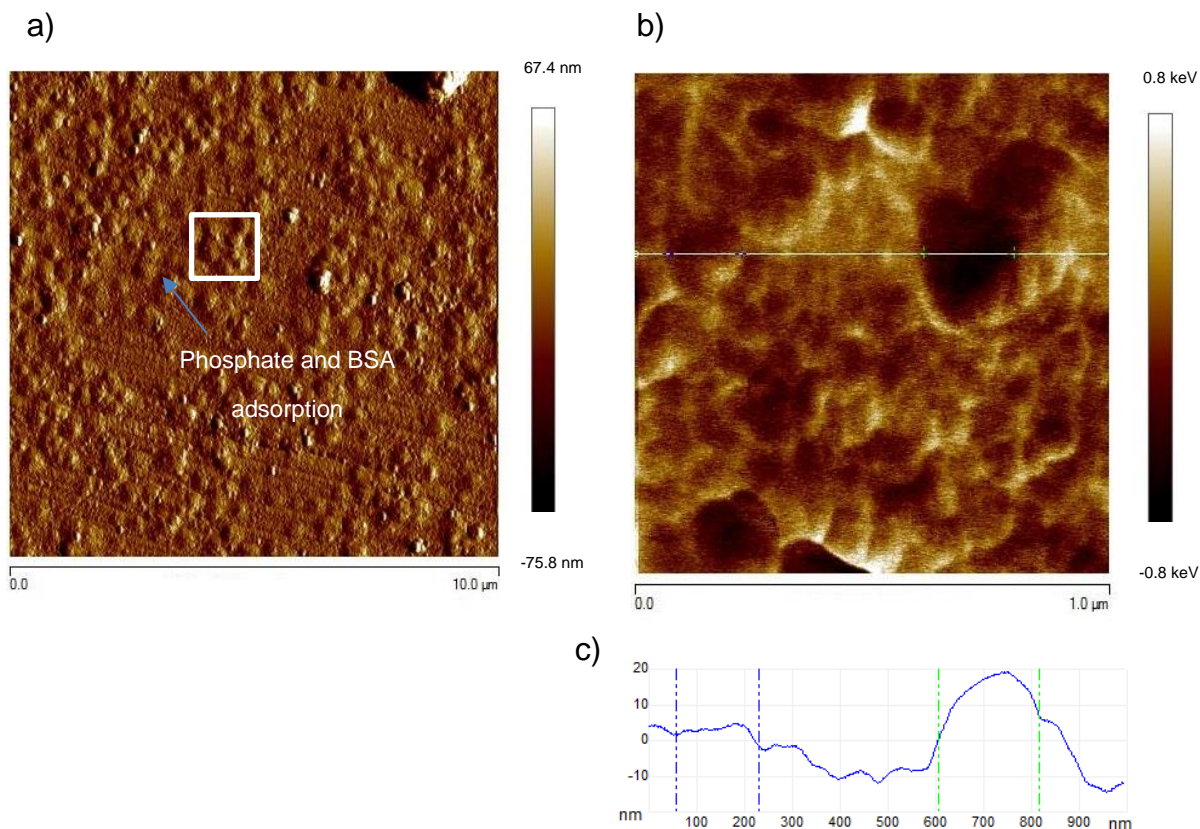 a)
b)
67.4 nm
-75.8 nm
Phosphate and BSA
adsorption
0.0 10.0 µm
0.8 keV
-0.8 keV
0.0 1.0 µm
c)
20
10
0
-10
nm 100 200 300 400 500 600 700 800 900 nm